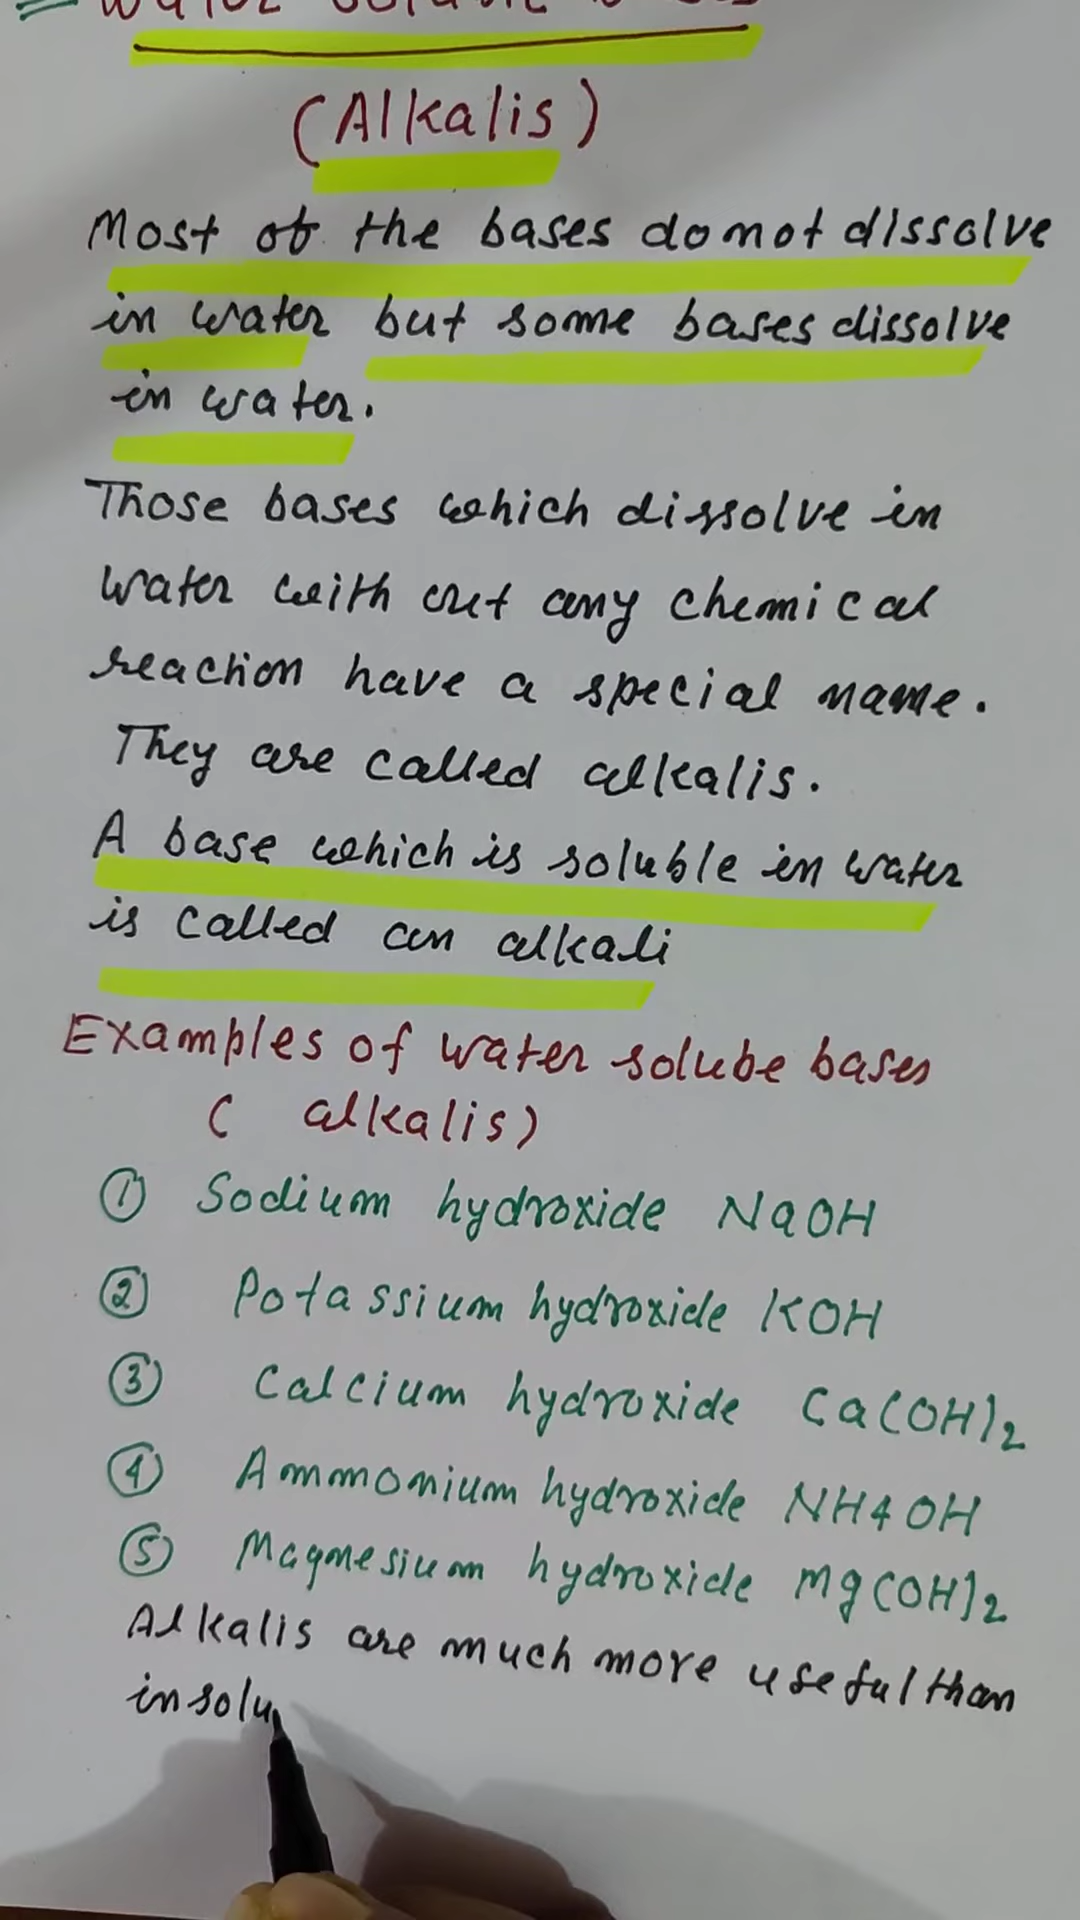 (Alkalis)
Most of the bases do not dissolve
in water but some bases dissolve
in water.
Those bases which dissolve in
water with out any chemical
reaction have a special name.
They are called alkalis.
A base which is soluble in water
is called an alkali
Examples of water solube bases
( alkalis)
① Sodium hydroxide NaOH
② Potassium hydroxide KOH
③ Calcium hydroxide Ca(OH)2
④ Ammonium hydroxide NH4OH
⑤ Magnesium hydroxide Mg(OH)2
Alkalis are much more useful than
insolu